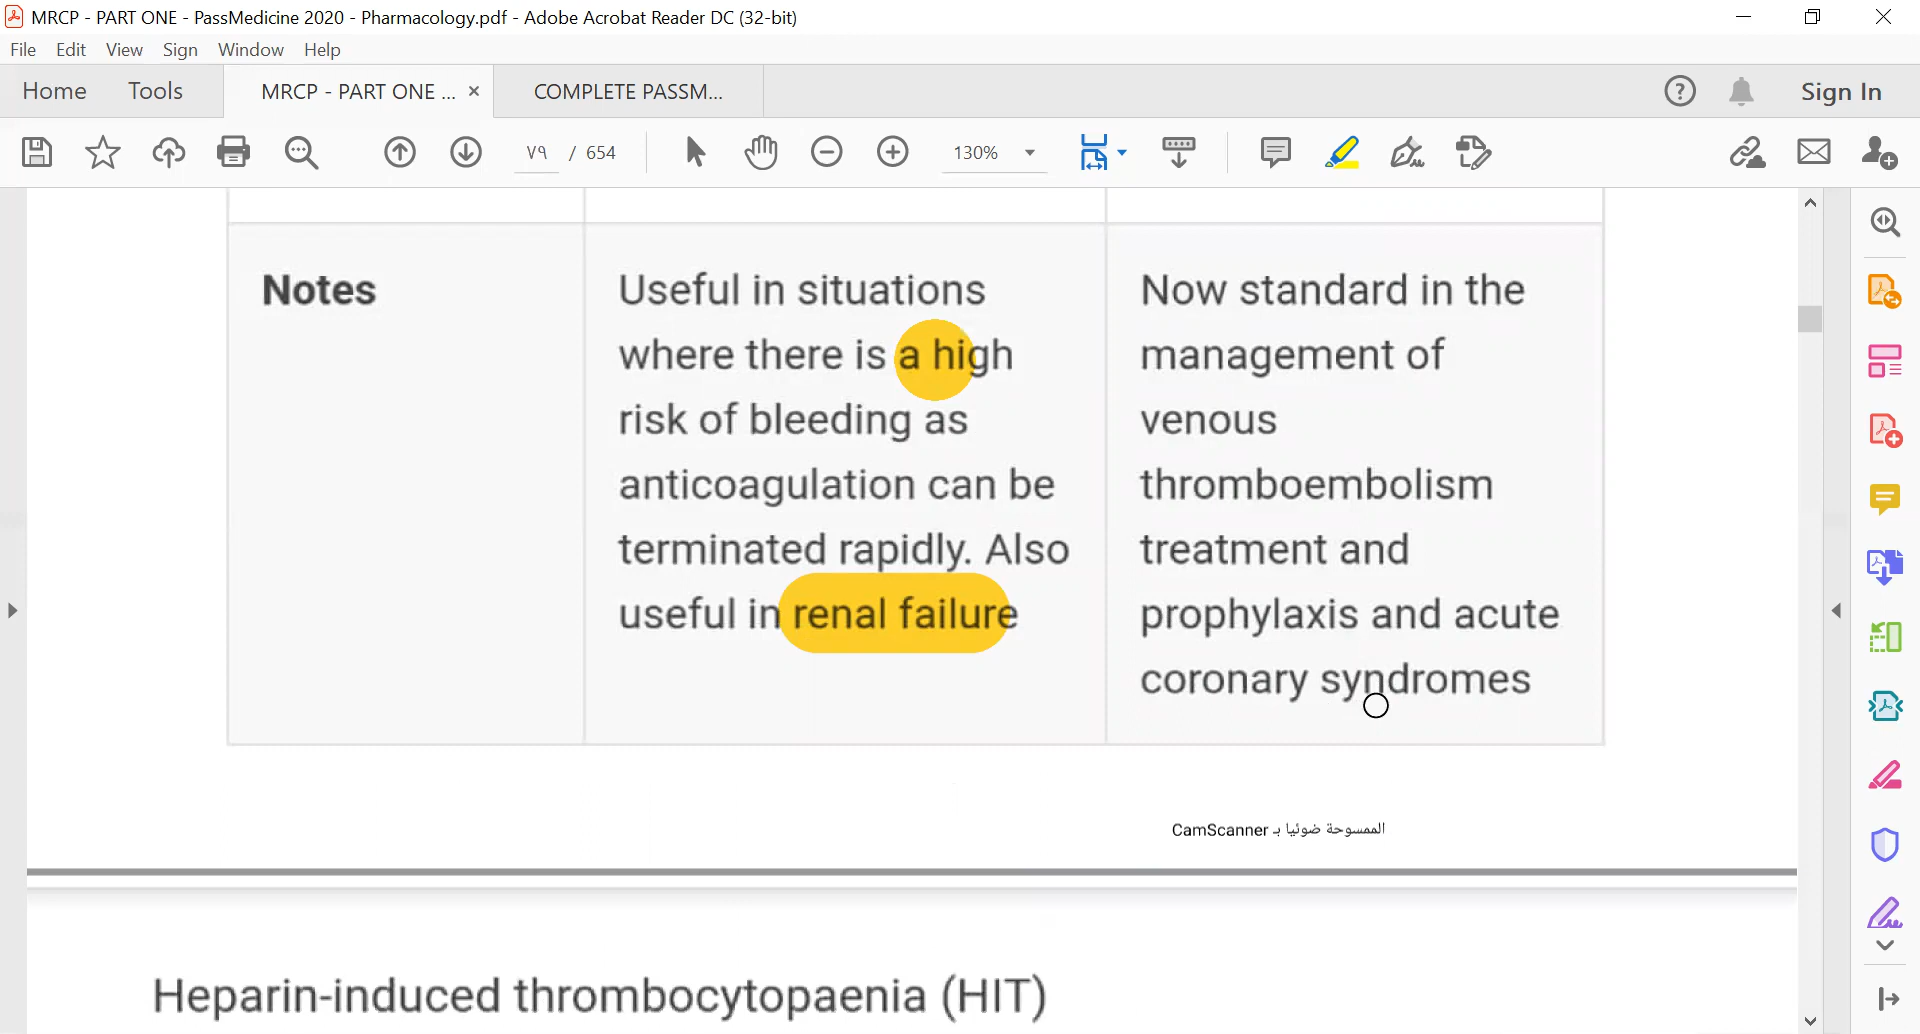 MRCP - PART ONE - PassMedicine 2020 - Pharmacology.pdf - Adobe Acrobat Reader DC (32-bit)
File Edit View Sign Window Help
Home Tools MRCP - PART ONE ... × COMPLETE PASSM... Sign In
٧٩ / 654 130%
Notes
Useful in situations
where there is a high
risk of bleeding as
anticoagulation can be
terminated rapidly. Also
useful in renal failure
Now standard in the
management of
venous
thromboembolism
treatment and
prophylaxis and acute
coronary syndromes
الممسوحة ضوئيا بـ CamScanner
Heparin-induced thrombocytopaenia (HIT)